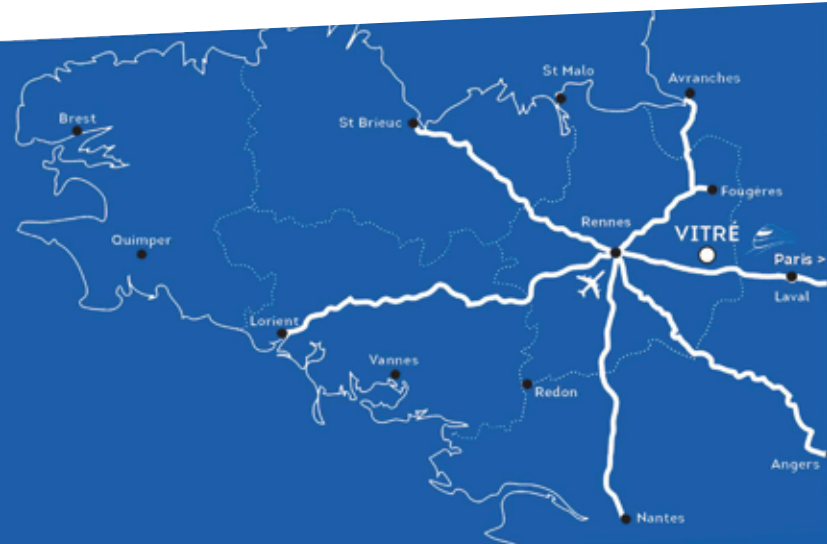 St Malo
Avranches
Brest
St Brieuc
Fougères
Rennes
VITRÉ
Quimper
Paris >
Laval
Lorient
Vannes
Redon
Angers
Nantes